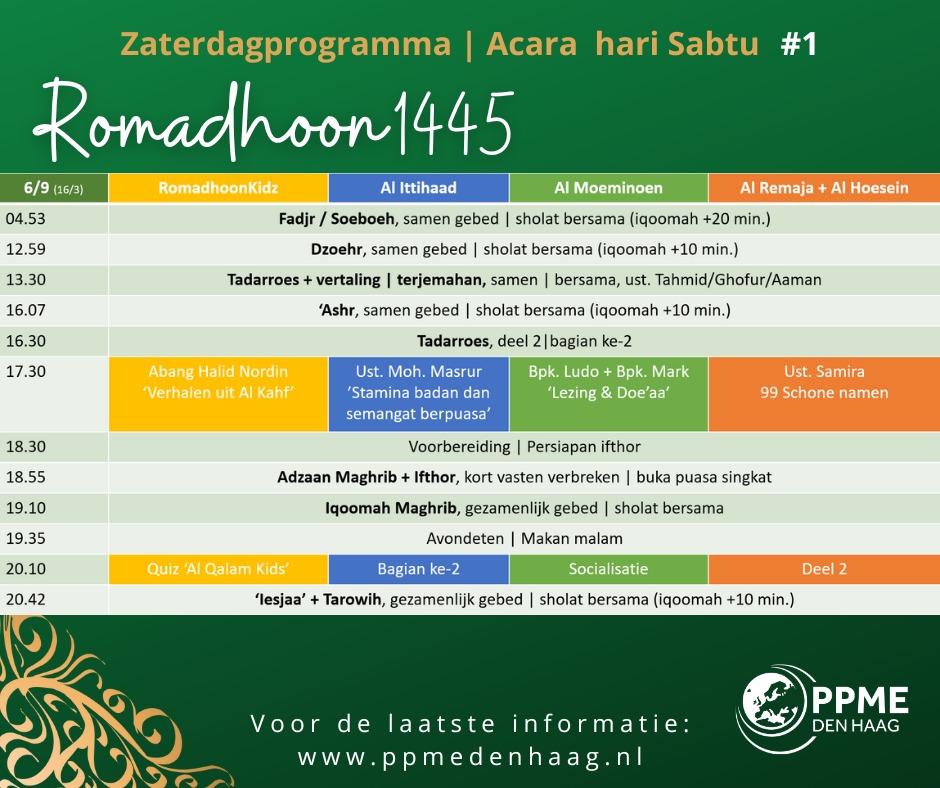 Zaterdagprogramma | Acara hari Sabtu #1
Romadhoon1445
6/9 (16/3) RomadhoonKidz Al Ittihaad Al Moeminoen Al Remaja + Al Hoesein
04.53 Fadjr / Soeboeh, samen gebed | sholat bersama (iqoomah +20 min.)
12.59 Dzoehr, samen gebed | sholat bersama (iqoomah +10 min.)
13.30 Tadarroes + vertaling | terjemahan, samen | bersama, ust. Tahmid/Ghofur/Aaman
16.07 ‘Ashr, samen gebed | sholat bersama (iqoomah +10 min.)
16.30 Tadarroes, deel 2|bagian ke-2
17.30 Abang Halid Nordin Ust. Moh. Masrur Bpk. Ludo + Bpk. Mark Ust. Samira
‘Verhalen uit Al Kahf’ ‘Stamina badan dan ‘Lezing & Doe’aa’ 99 Schone namen
semangat berpuasa’
18.30 Voorbereiding | Persiapan ifthor
18.55 Adzaan Maghrib + Ifthor, kort vasten verbreken | buka puasa singkat
19.10 Iqoomah Maghrib, gezamenlijk gebed | sholat bersama
19.35 Avondeten | Makan malam
20.10 Quiz ‘Al Qalam Kids’ Bagian ke-2 Socialisatie Deel 2
20.42 ‘Iesjaa’ + Tarowih, gezamenlijk gebed | sholat bersama (iqoomah +10 min.)
Voor de laatste informatie:
www.ppmedenhaag.nl
PPME
DEN HAAG